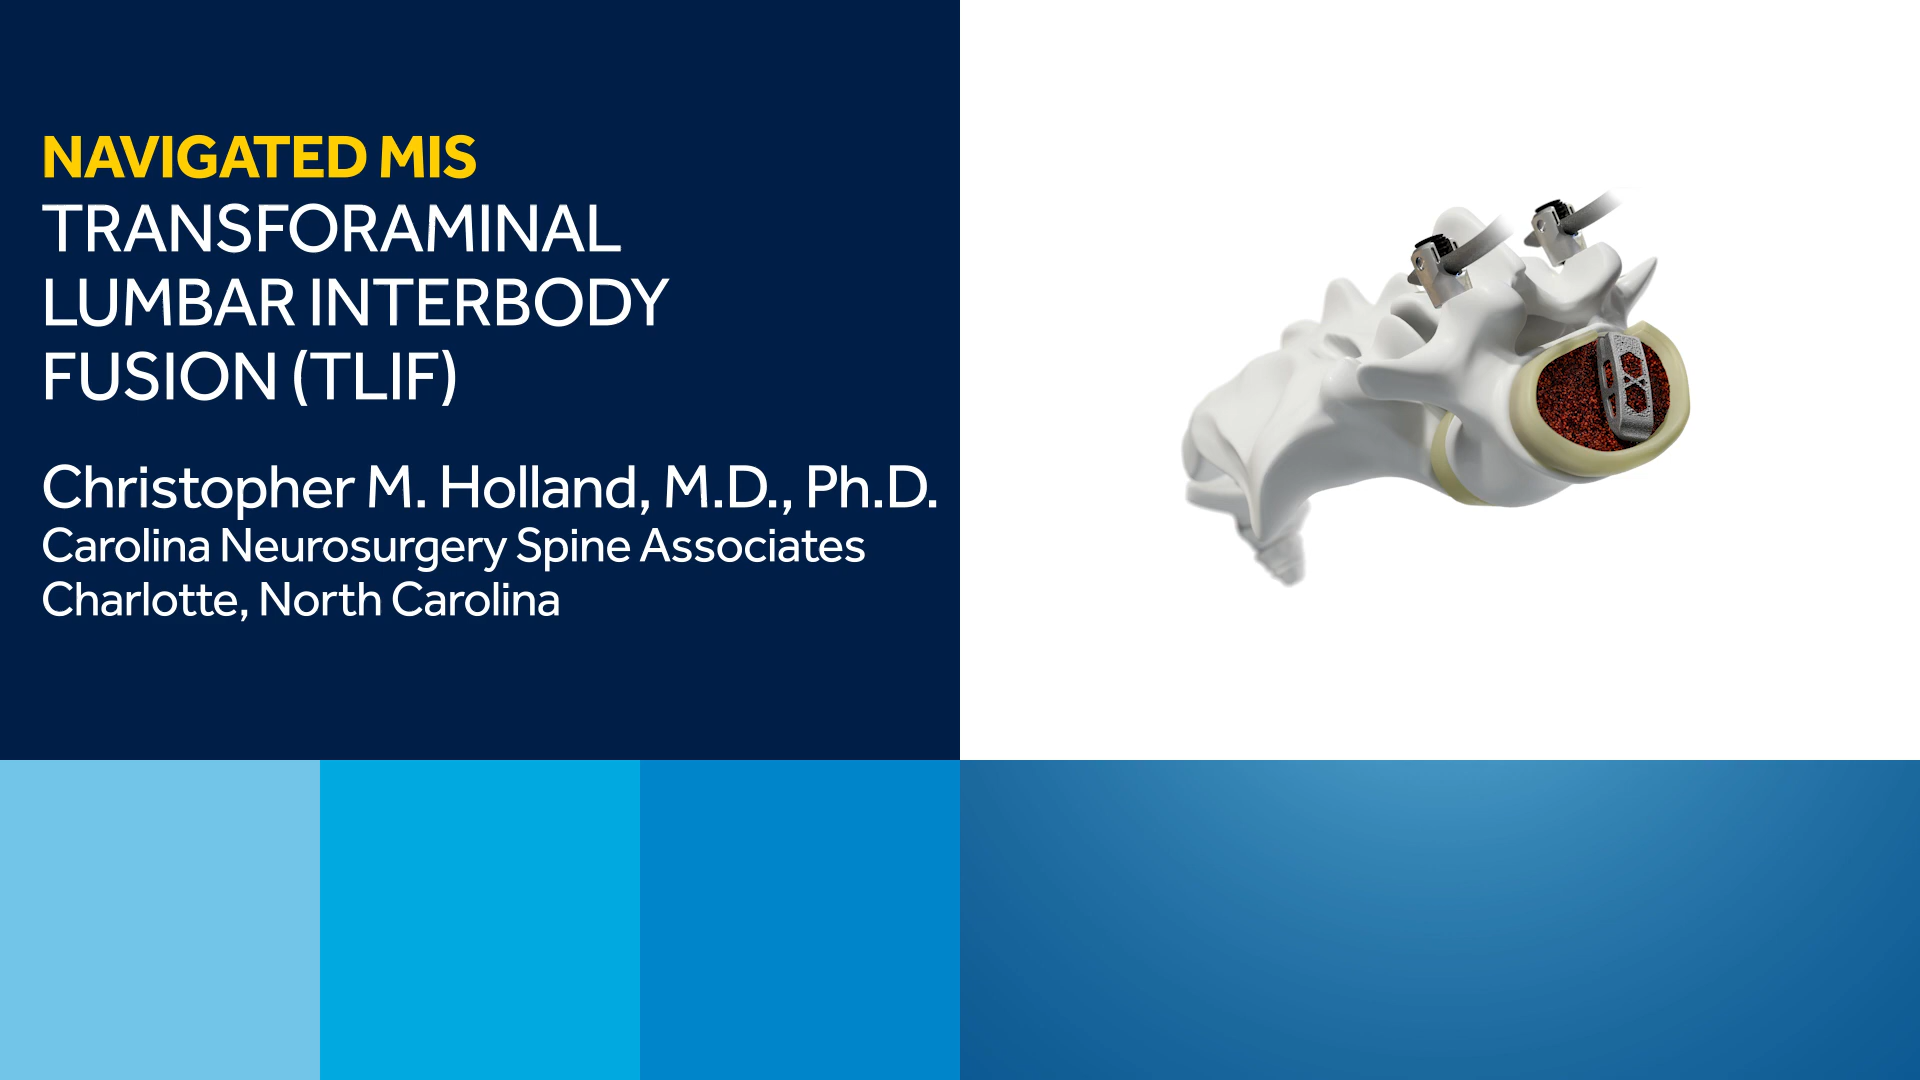 NAVIGATED MIS
TRANSFORAMINAL
LUMBAR INTERBODY
FUSION (TLIF)
Christopher M. Holland, M.D., Ph.D.
Carolina Neurosurgery Spine Associates
Charlotte, North Carolina